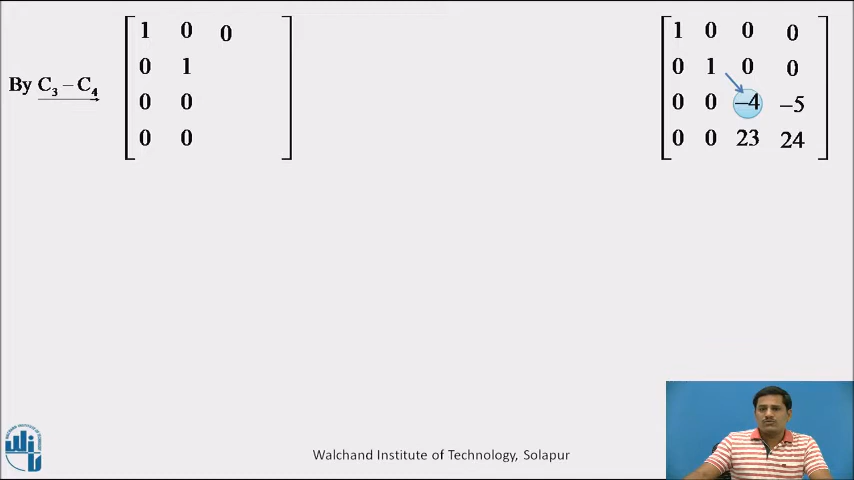 By C₃ – C₄
1 0 0
0 1
0 0
0 0
1 0 0 0
0 1 0 0
0 0 –4 –5
0 0 23 24
Walchand Institute of Technology, Solapur